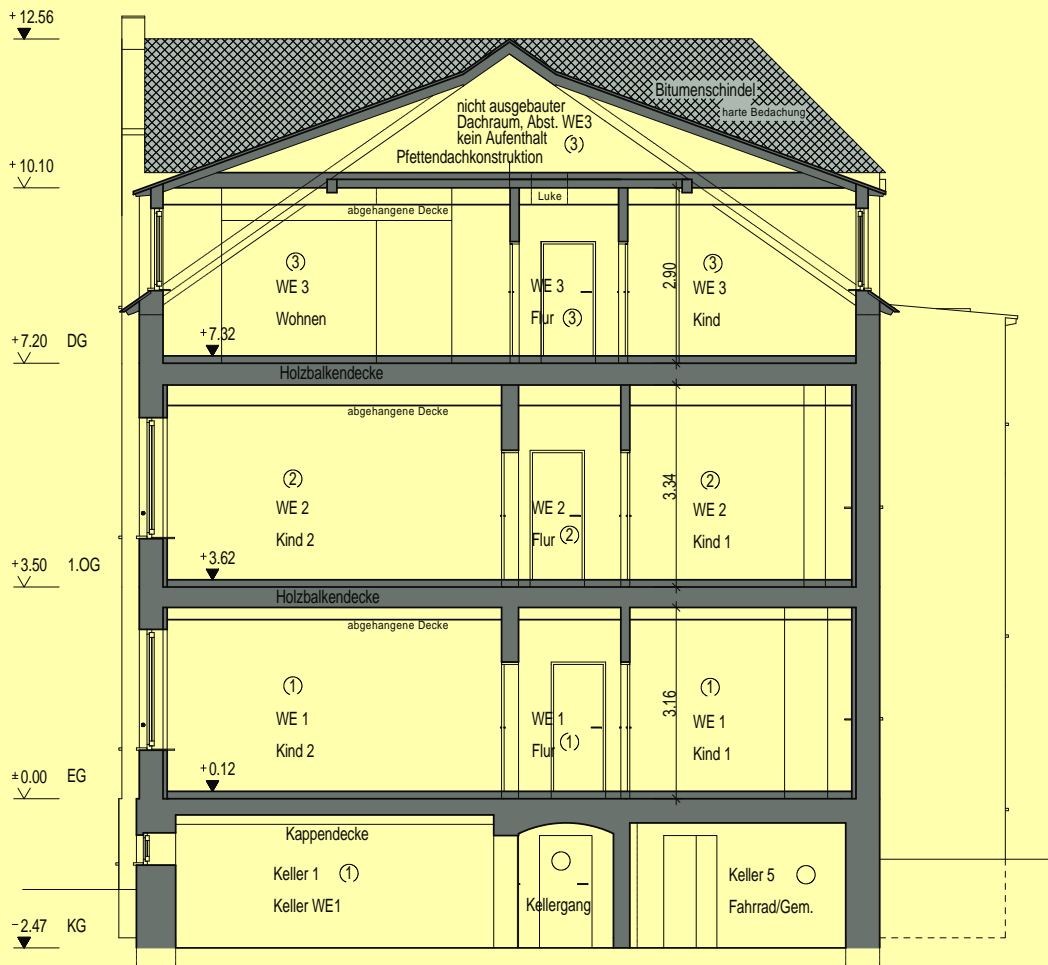 +12.56
Bitumenschindel
harte Bedachung
nicht ausgebauter
Dachraum, Abst. WE3
kein Aufenthalt
Pfettendachkonstruktion
3
+10.10
Luke
abgehangene Decke
3
WE 3
Wohnen
WE 3
Flur 3
2.90
3
WE 3
Kind
+7.32
+7.20 DG
Holzbalkendecke
abgehangene Decke
2
WE 2
Kind 2
WE 2
Flur 2
3.34
2
WE 2
Kind 1
+3.62
+3.50 1.OG
Holzbalkendecke
abgehangene Decke
1
WE 1
Kind 2
WE 1
Flur 1
3.16
1
WE 1
Kind 1
+0.12
±0.00 EG
Kappendecke
Keller 1 1
Keller WE1
Kellergang
Keller 5
Fahrrad/Gem.
-2.47 KG